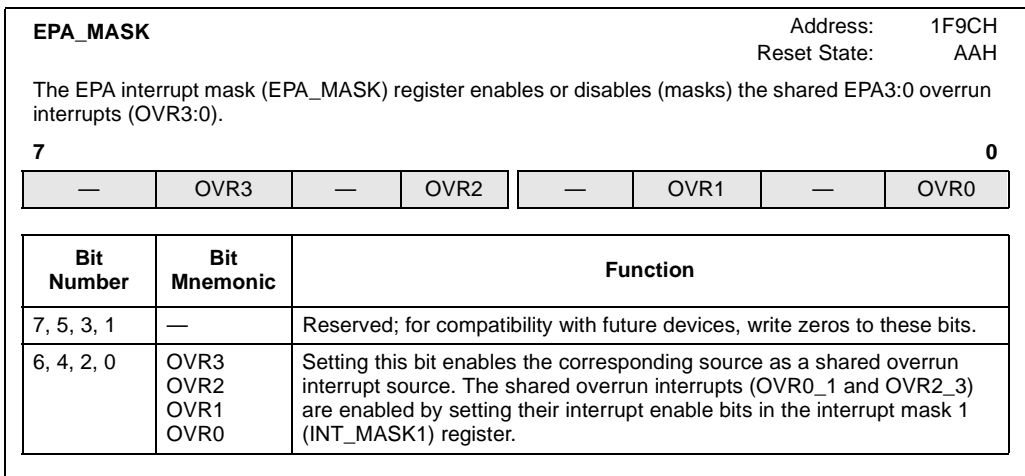 EPA_MASK Address: 1F9CH
Reset State: AAH
The EPA interrupt mask (EPA_MASK) register enables or disables (masks) the shared EPA3:0 overrun
interrupts (OVR3:0).
7 0
— OVR3 — OVR2 — OVR1 — OVR0
Bit Number Bit Mnemonic Function
7, 5, 3, 1 — Reserved; for compatibility with future devices, write zeros to these bits.
6, 4, 2, 0 OVR3 Setting this bit enables the corresponding source as a shared overrun
OVR2 interrupt source. The shared overrun interrupts (OVR0_1 and OVR2_3)
OVR1 are enabled by setting their interrupt enable bits in the interrupt mask 1
OVR0 (INT_MASK1) register.